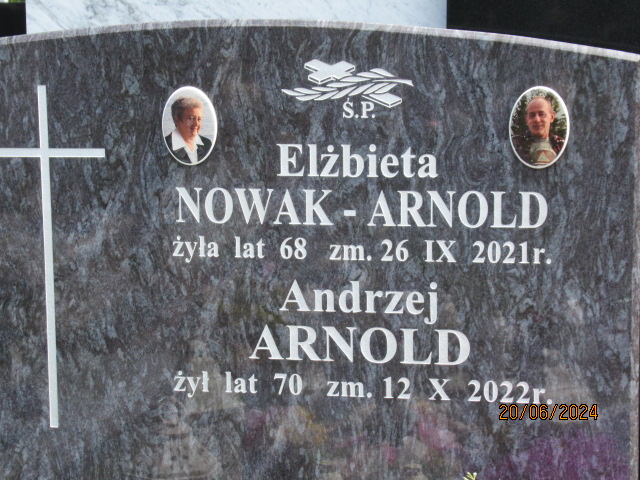 Ś.P.
Elżbieta
NOWAK - ARNOLD
żyła lat 68 zm. 26 IX 2021r.
Andrzej
ARNOLD
żył lat 70 zm. 12 X 2022r.
20/06/2024